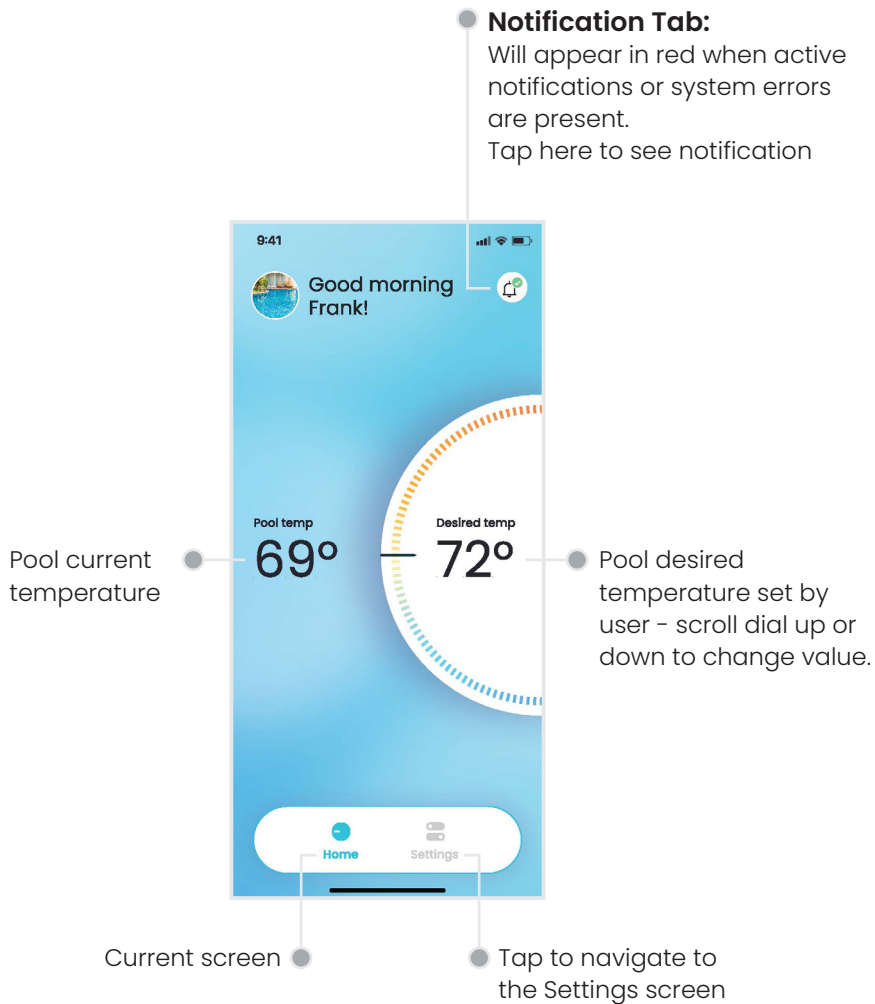 Notification Tab:
Will appear in red when active
notifications or system errors
are present.
Tap here to see notification
9:41
Good morning
Frank!
Pool temp
69°
Desired temp
72°
Pool current
temperature
Pool desired
temperature set by
user - scroll dial up or
down to change value.
Home
Settings
Current screen
Tap to navigate to
the Settings screen